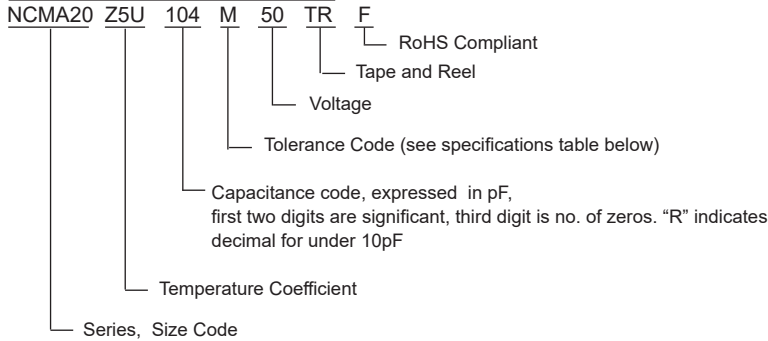 NCMA20 Z5U 104 M 50 TR F
RoHS Compliant
Tape and Reel
Voltage
Tolerance Code (see specifications table below)
Capacitance code, expressed in pF,
first two digits are significant, third digit is no. of zeros. “R” indicates
decimal for under 10pF
Temperature Coefficient
Series, Size Code